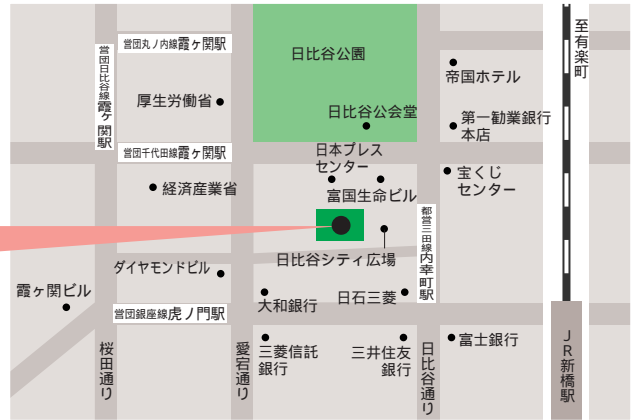 営団丸ノ内線霞ヶ関駅
日比谷公園
至有楽町
営団日比谷線霞ヶ関駅
帝国ホテル
厚生労働省
日比谷公会堂
第一勧業銀行
本店
営団千代田線霞ヶ関駅
日本プレス
センター
宝くじ
センター
経済産業省
富国生命ビル
都営三田線内幸町駅
日比谷シティ広場
ダイヤモンドビル
霞ヶ関ビル
大和銀行
日石三菱
営団銀座線虎ノ門駅
桜田通り
愛宕通り
三菱信託
銀行
三井住友
銀行
日比谷通り
富士銀行
JR新橋駅